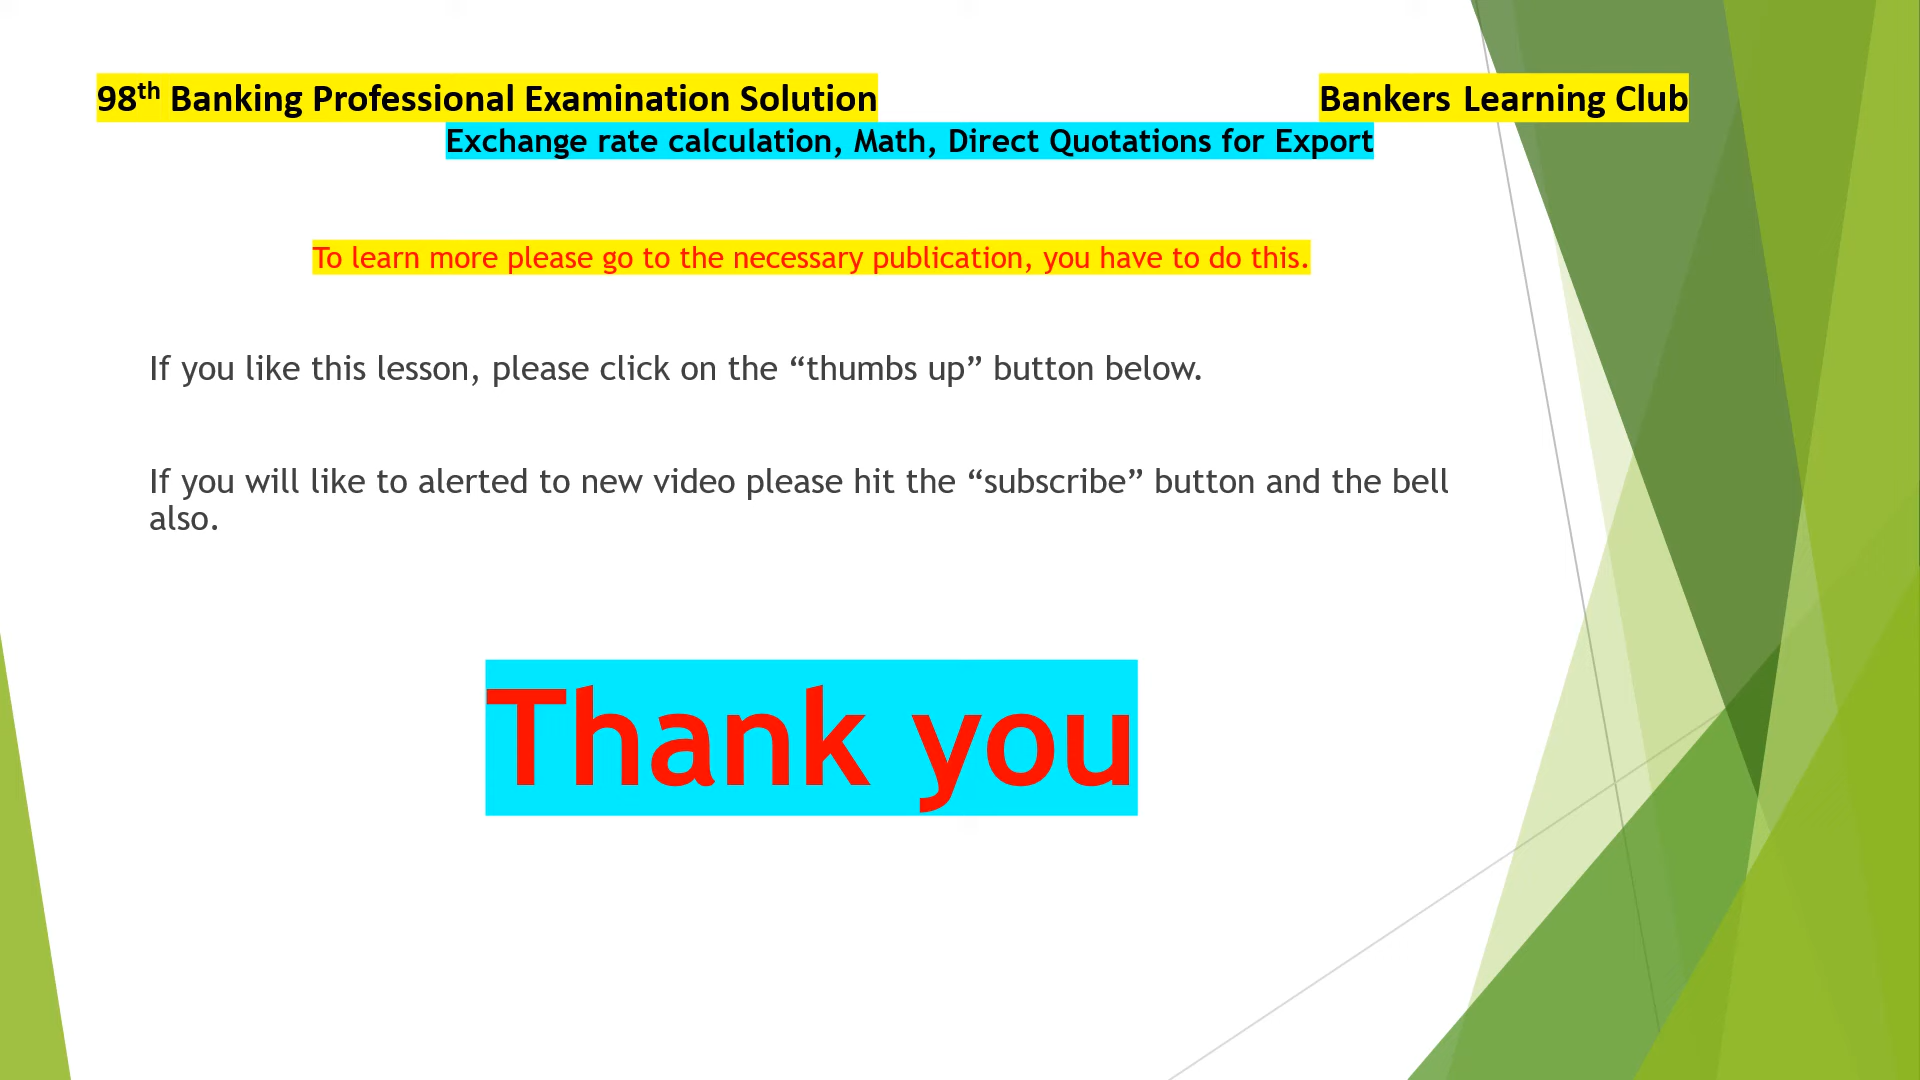 98th Banking Professional Examination Solution Bankers Learning Club
Exchange rate calculation, Math, Direct Quotations for Export
To learn more please go to the necessary publication, you have to do this.
If you like this lesson, please click on the “thumbs up” button below.
If you will like to alerted to new video please hit the “subscribe” button and the bell
also.
Thank you